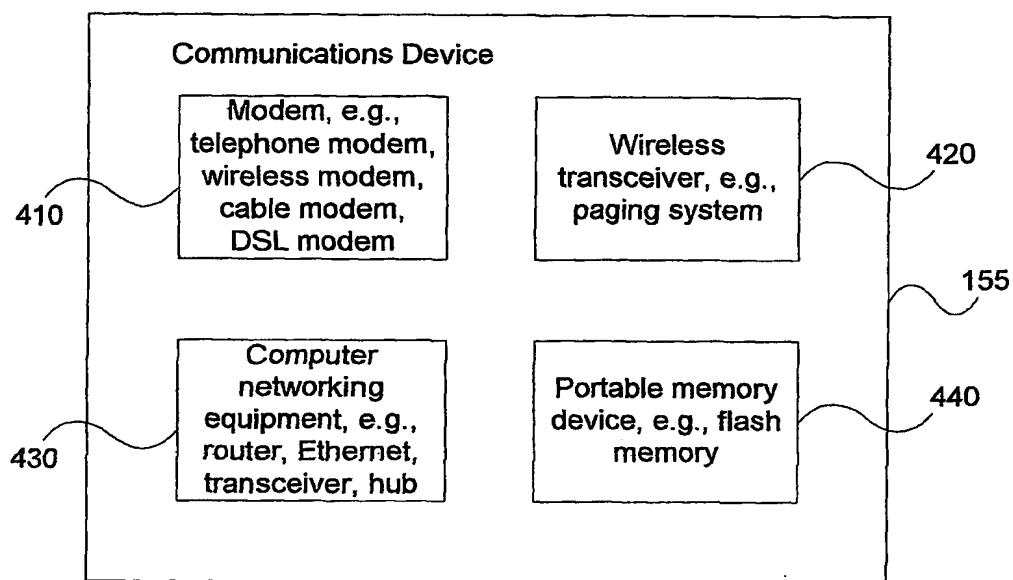 Communications Device
Modem, e.g.,
telephone modem,
wireless modem,
cable modem,
DSL modem
410
Wireless
transceiver, e.g.,
paging system
420
155
Computer
networking
equipment, e.g.,
router, Ethernet,
transceiver, hub
430
Portable memory
device, e.g., flash
memory
440